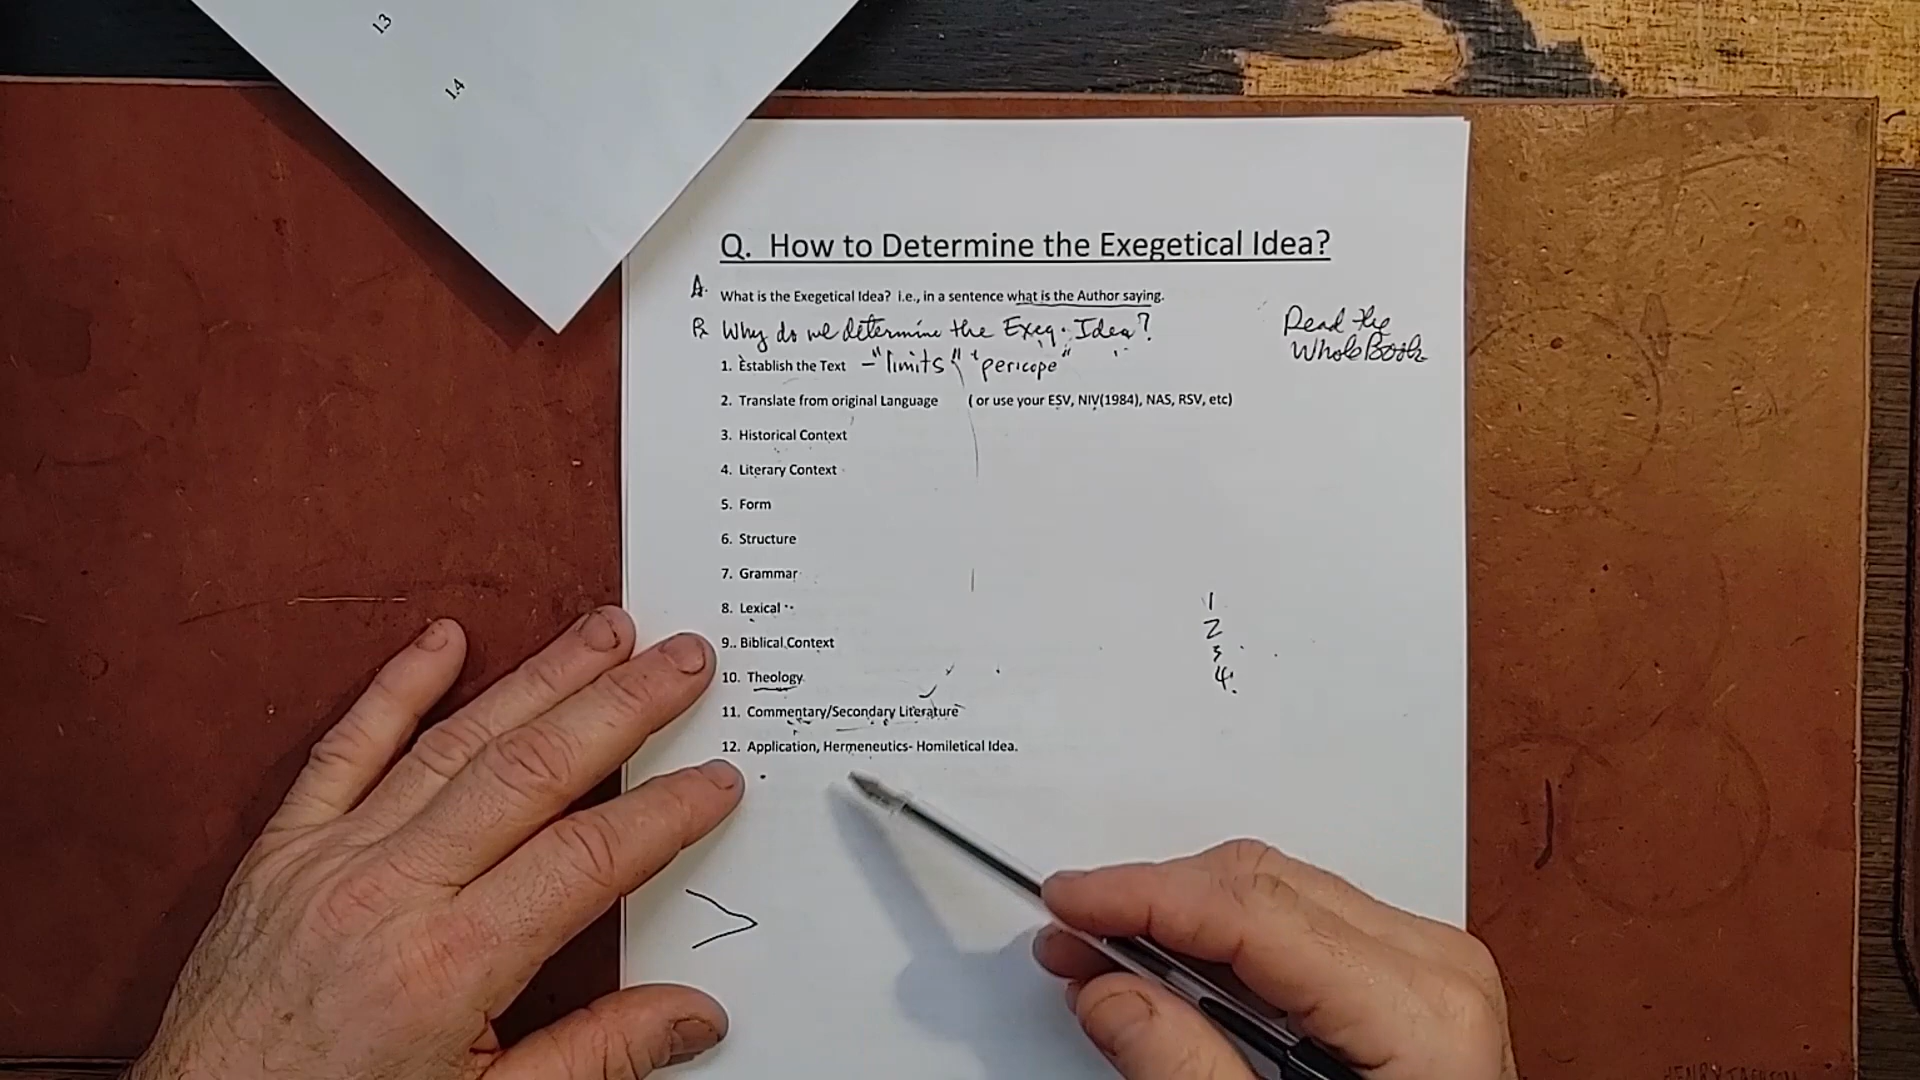 1.3
1.4
Q. How to Determine the Exegetical Idea?
A. What is the Exegetical Idea? i.e., in a sentence what is the Author saying.
B. Why do we determine the Exeg. Idea?
Read the
Whole Book
1. Establish the Text - "limits" "pericope"
2. Translate from original Language ( or use your ESV, NIV(1984), NAS, RSV, etc)
3. Historical Context
4. Literary Context
5. Form
6. Structure
7. Grammar
8. Lexical
9.. Biblical Context
10. Theology
11. Commentary/Secondary Literature
12. Application, Hermeneutics- Homiletical Idea.
1
2
3
4.